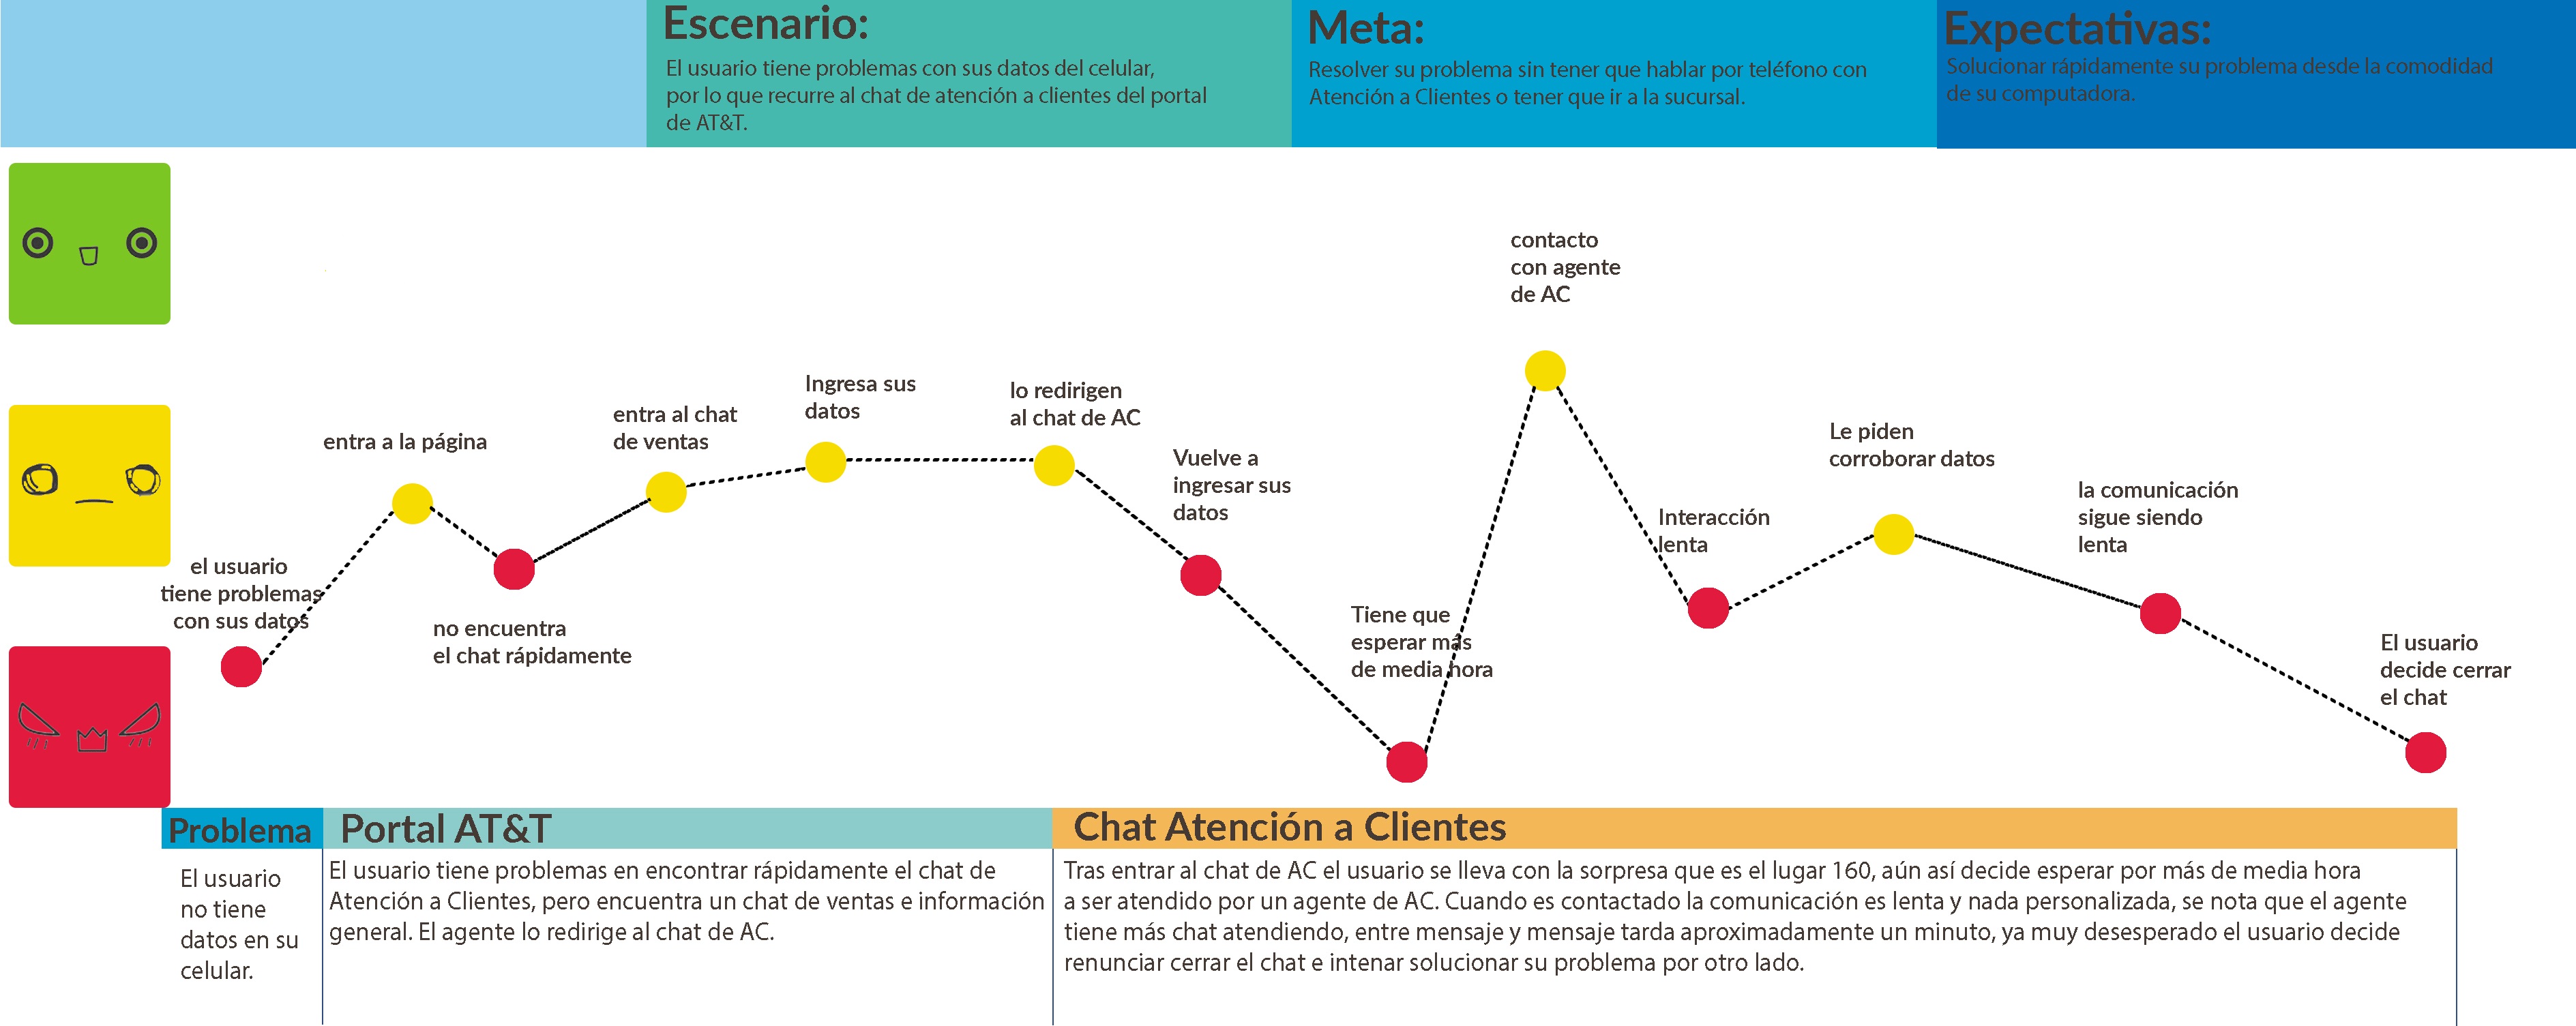 Escenario:
El usuario tiene problemas con sus datos del celular,
por lo que recurre al chat de atención a clientes del portal
de AT&T.
Meta:
Resolver su problema sin tener que hablar por teléfono con
Atención a Clientes o tener que ir a la sucursal.
Expectativas:
Solucionar rápidamente su problema desde la comodidad
de su computadora.
el usuario
tiene problemas
con sus datos
entra a la página
no encuentra
el chat rápidamente
entra al chat
de ventas
Ingresa sus
datos
lo redirigen
al chat de AC
Vuelve a
ingresar sus
datos
Tiene que
esperar más
de media hora
contacto
con agente
de AC
Interacción
lenta
Le piden
corroborar datos
la comunicación
sigue siendo
lenta
El usuario
decide cerrar
el chat
Problema
El usuario
no tiene
datos en su
celular.
Portal AT&T
El usuario tiene problemas en encontrar rápidamente el chat de
Atención a Clientes, pero encuentra un chat de ventas e información
general. El agente lo redirige al chat de AC.
Chat Atención a Clientes
Tras entrar al chat de AC el usuario se lleva con la sorpresa que es el lugar 160, aún así decide esperar por más de media hora
a ser atendido por un agente de AC. Cuando es contactado la comunicación es lenta y nada personalizada, se nota que el agente
tiene más chat atendiendo, entre mensaje y mensaje tarda aproximadamente un minuto, ya muy desesperado el usuario decide
renunciar cerrar el chat e intenar solucionar su problema por otro lado.